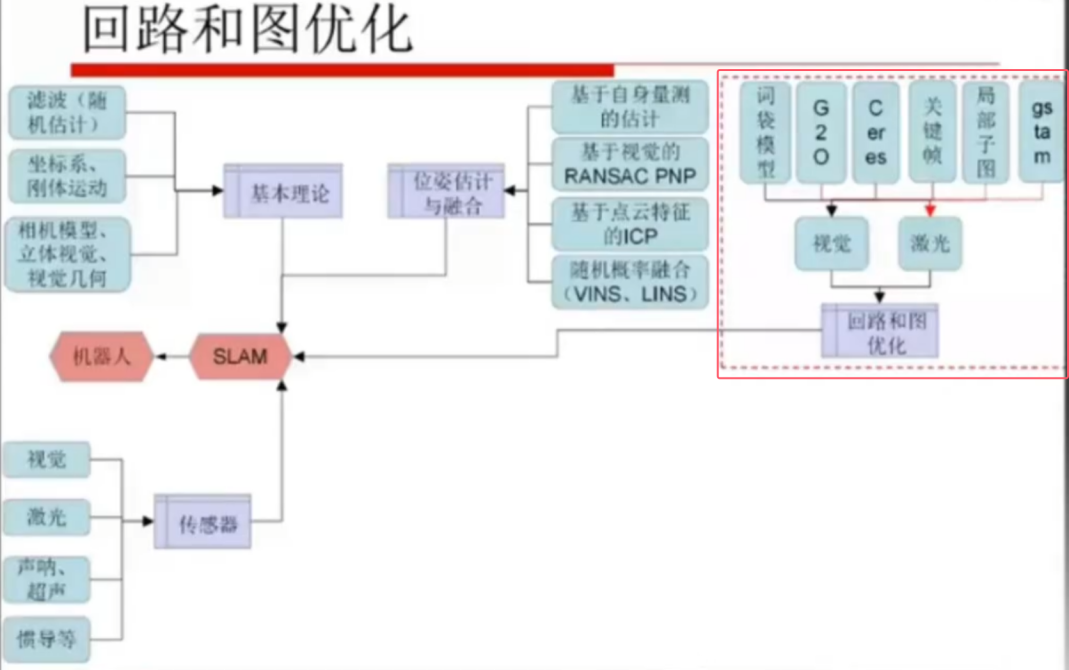 回路和图优化
滤波（随
机估计）
坐标系、
刚体运动
相机模型、
立体视觉、
视觉几何
基本理论
位姿估计
与融合
基于自身量测
的估计
基于视觉的
RANSAC PNP
基于点云特征
的ICP
随机概率融合
（VINS、LINS）
词
袋
模
型
G
2
O
C
er
es
关
键
帧
局
部
子
图
gs
ta
m
视觉
激光
回路和图
优化
机器人
SLAM
视觉
激光
声呐、
超声
惯导等
传感器